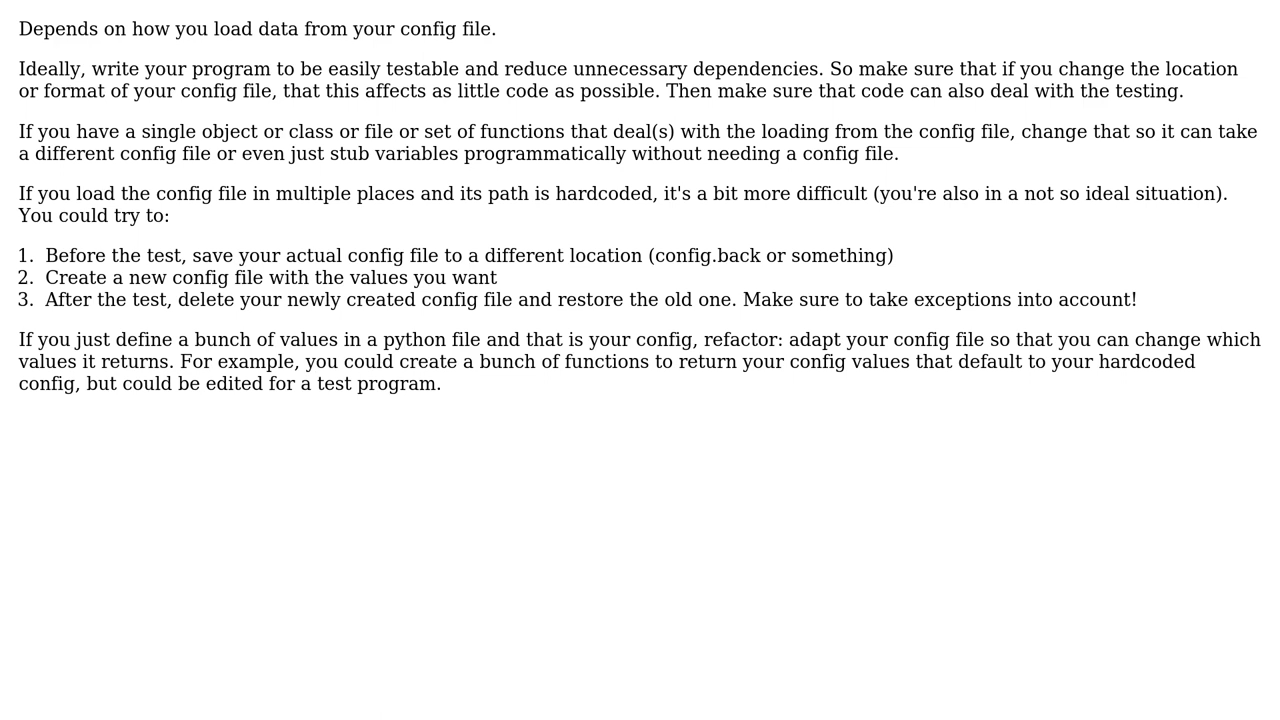 Depends on how you load data from your config file.
Ideally, write your program to be easily testable and reduce unnecessary dependencies. So make sure that if you change the location
or format of your config file, that this affects as little code as possible. Then make sure that code can also deal with the testing.
If you have a single object or class or file or set of functions that deal(s) with the loading from the config file, change that so it can take
a different config file or even just stub variables programmatically without needing a config file.
If you load the config file in multiple places and its path is hardcoded, it's a bit more difficult (you're also in a not so ideal situation).
You could try to:
1. Before the test, save your actual config file to a different location (config.back or something)
2. Create a new config file with the values you want
3. After the test, delete your newly created config file and restore the old one. Make sure to take exceptions into account!
If you just define a bunch of values in a python file and that is your config, refactor: adapt your config file so that you can change which
values it returns. For example, you could create a bunch of functions to return your config values that default to your hardcoded
config, but could be edited for a test program.